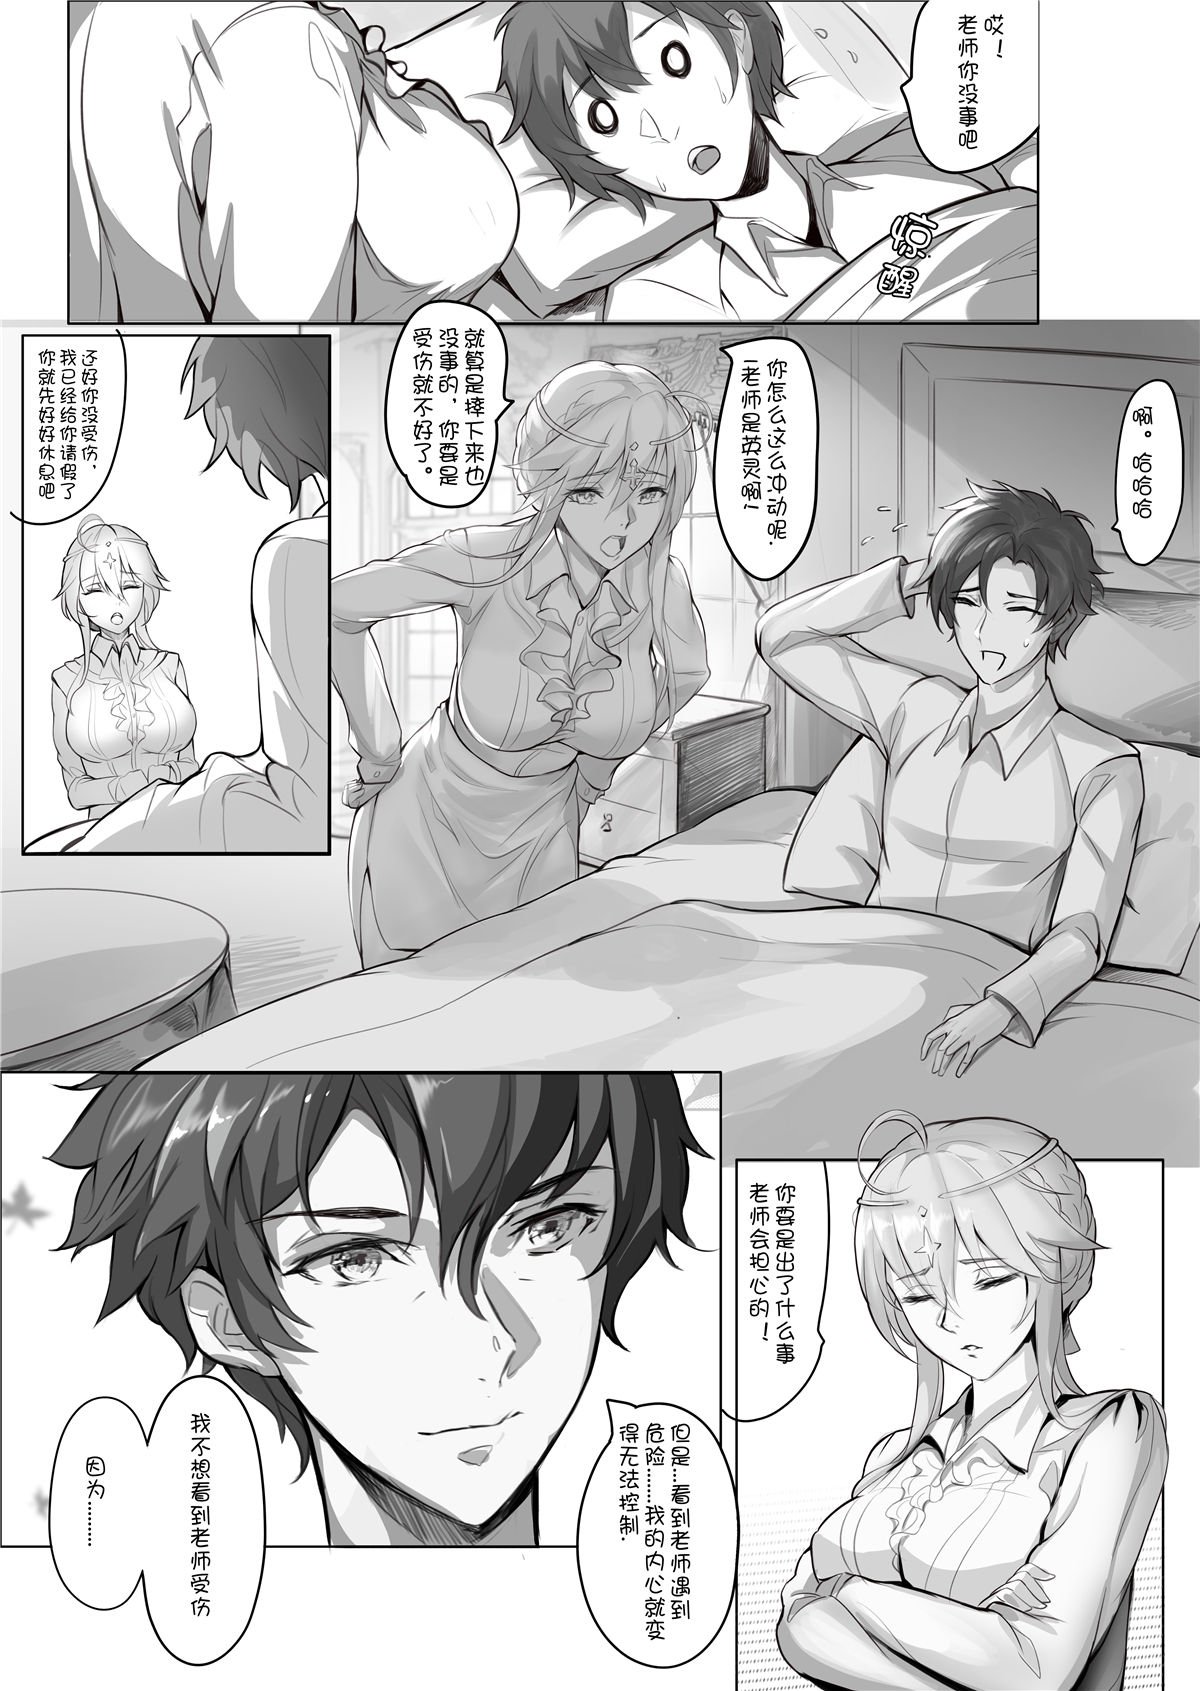 哎！
老师你没事吧
惊醒
啊。哈哈哈
你怎么这么冲动呢.
老师是英灵啊！
就算是摔下来也
没事的，你要是
受伤就不好了。
还好你没受伤，
我已经给你请假了
你就先好好休息吧
你要是出了什么事
老师会担心的！
但是…看到老师遇到
危险……我的内心就变
得无法控制.
我不想看到老师受伤
因为………